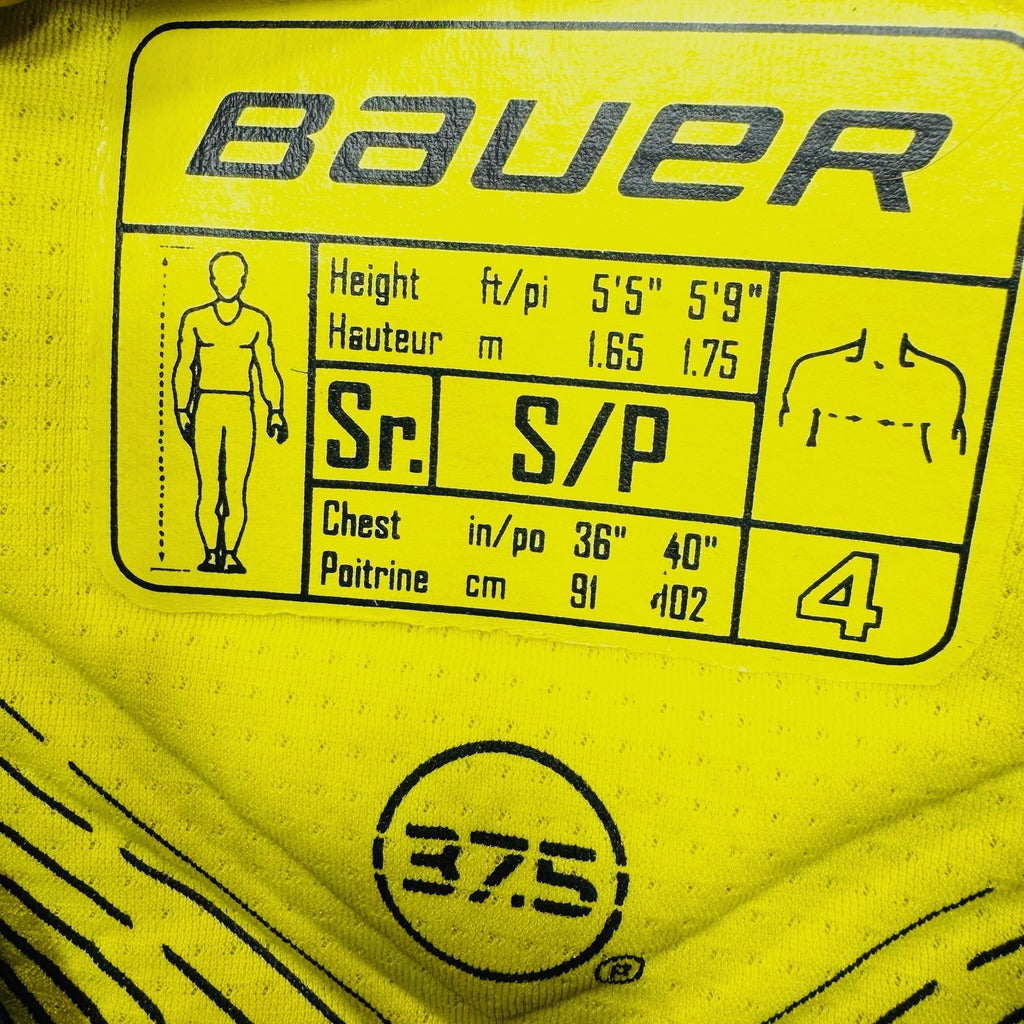 BAUER
Height ft/pi 5'5" 5'9"
Hauteur m 1.65 1.75
Sr. S/P
Chest in/po 36" 40"
Poitrine cm 91 102
4
37.5
®